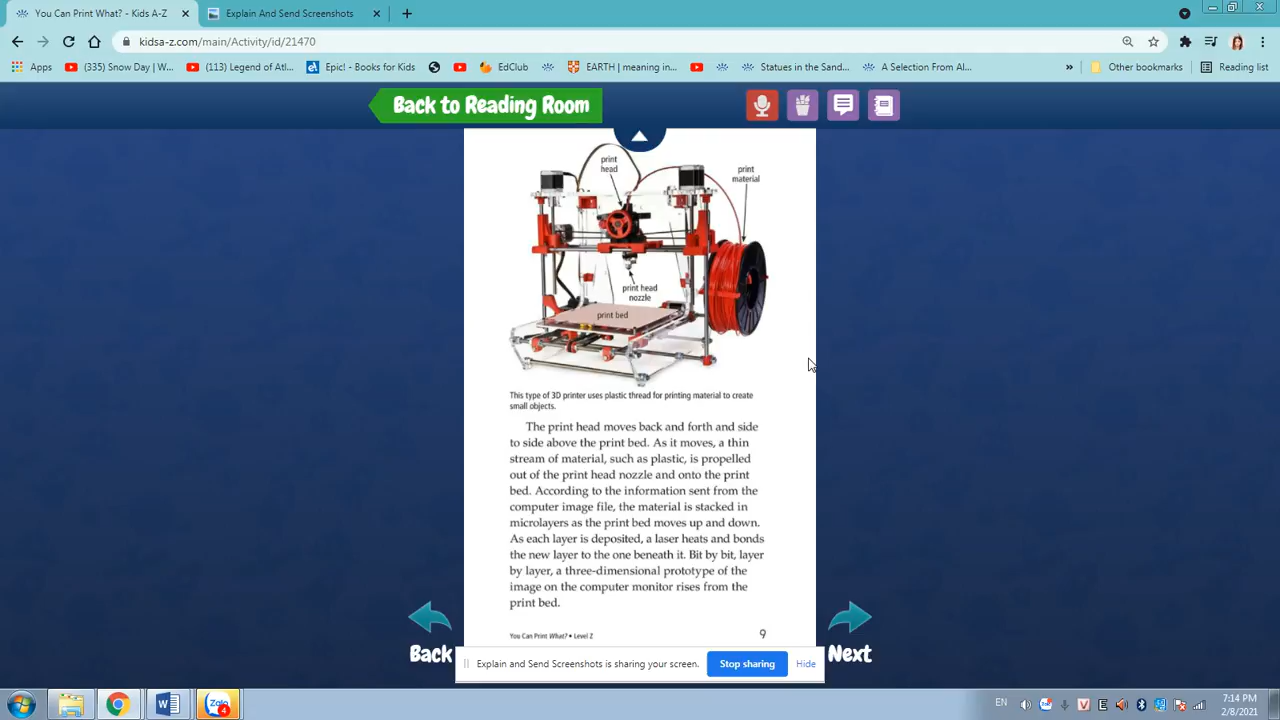 You Can Print What? - Kids A-Z
Explain And Send Screenshots
kidsa-z.com/main/Activity/id/21470
Apps
(335) Snow Day | W...
(113) Legend of Atl...
Epic! - Books for Kids
EdClub
EARTH | meaning in...
Statues in the Sand...
A Selection From Al...
»
Other bookmarks
Reading list
Back to Reading Room
print
head
print
material
print head
nozzle
print bed
This type of 3D printer uses plastic thread for printing material to create
small objects.
The print head moves back and forth and side
to side above the print bed. As it moves, a thin
stream of material, such as plastic, is propelled
out of the print head nozzle and onto the print
bed. According to the information sent from the
computer image file, the material is stacked in
microlayers as the print bed moves up and down.
As each layer is deposited, a laser heats and bonds
the new layer to the one beneath it. Bit by bit, layer
by layer, a three-dimensional prototype of the
image on the computer monitor rises from the
print bed.
You Can Print What? • Level Z
9
Back
Next
Explain and Send Screenshots is sharing your screen.
Stop sharing
Hide
Zalo
4
EN
7:14 PM
2/8/2021